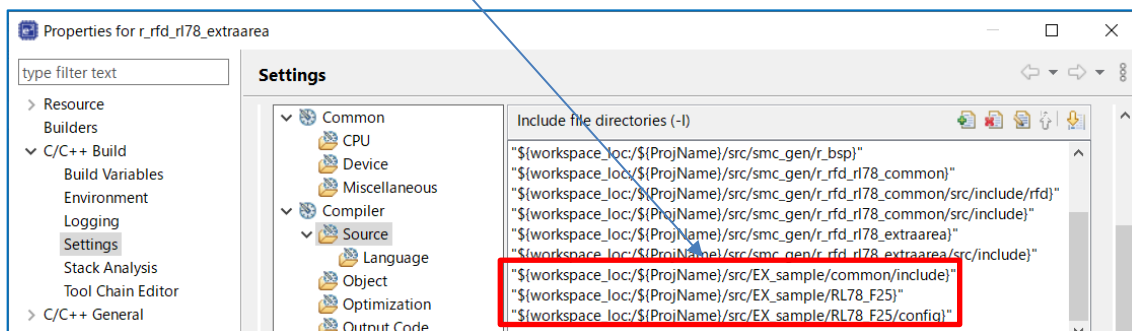 Properties for r_rfd_rl78_extraarea
type filter text
Resource
Builders
C/C++ Build
Build Variables
Environment
Logging
Settings
Stack Analysis
Tool Chain Editor
C/C++ General
Settings
Common
CPU
Device
Miscellaneous
Compiler
Source
Language
Object
Optimization
Output Code
Include file directories (-I)
"${workspace_loc:/${ProjName}/src/smc_gen/r_bsp}"
"${workspace_loc:/${ProjName}/src/smc_gen/r_rfd_rl78_common}"
"${workspace_loc:/${ProjName}/src/smc_gen/r_rfd_rl78_common/src/include/rfd}"
"${workspace_loc:/${ProjName}/src/smc_gen/r_rfd_rl78_common/src/include}"
"${workspace_loc:/${ProjName}/src/smc_gen/r_rfd_rl78_extraarea}"
"${workspace_loc:/${ProjName}/src/smc_gen/r_rfd_rl78_extraarea/src/include}"
"${workspace_loc:/${ProjName}/src/EX_sample/common/include}"
"${workspace_loc:/${ProjName}/src/EX_sample/RL78_F25}"
"${workspace_loc:/${ProjName}/src/EX_sample/RL78_F25/config}"